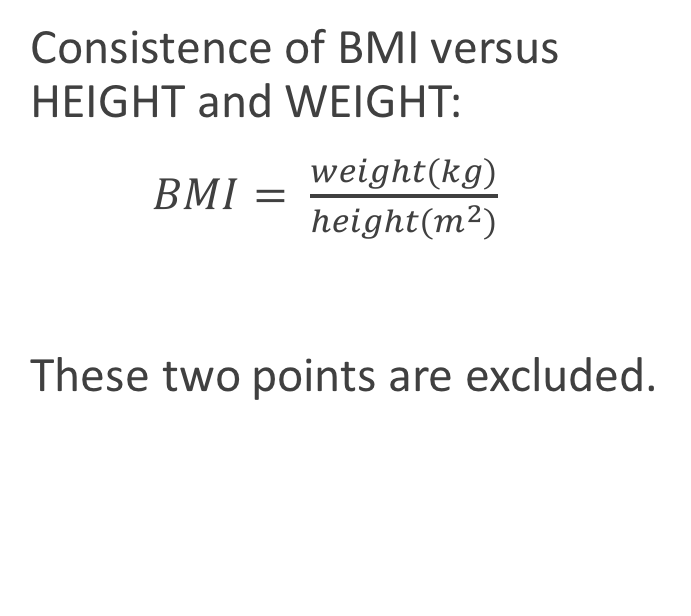 Consistence of BMI versus
HEIGHT and WEIGHT:
BMI = weight(kg) / height(m²)
These two points are excluded.